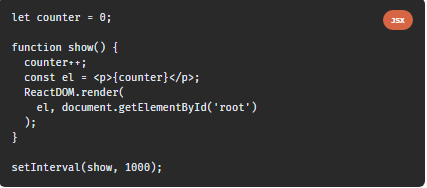 let counter = 0;
JSX
function show() {
counter++;
const el = <p>{counter}</p>;
ReactDOM.render(
el, document.getElementById('root')
);
}
setInterval(show, 1000);